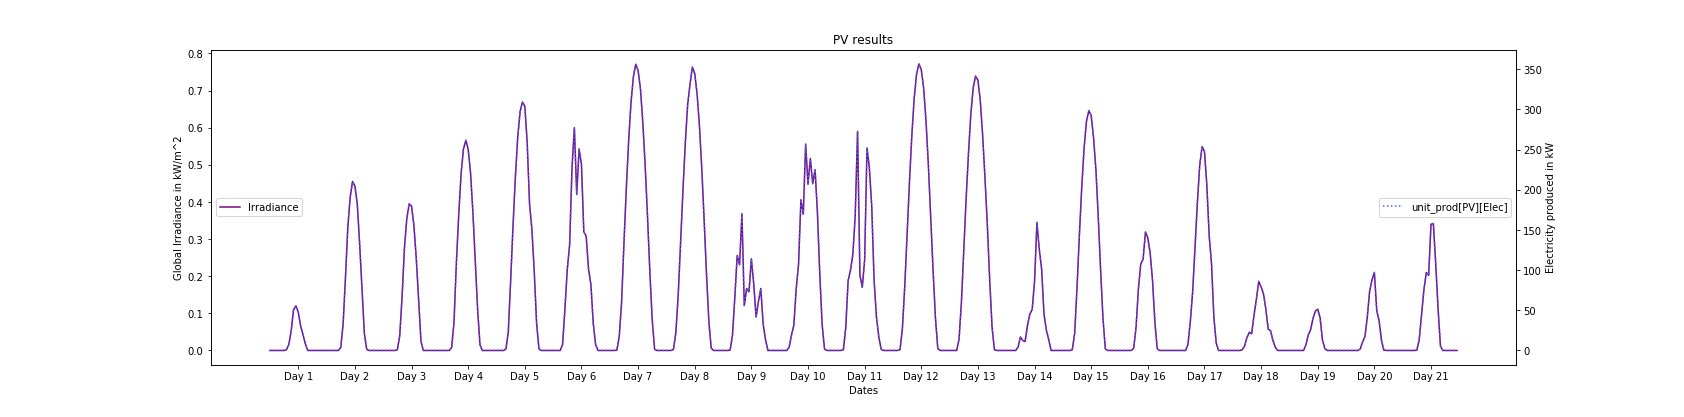 PV results
0.8
0.7
0.6
0.5
0.4
0.3
0.2
0.1
0.0
Global Irradiance in kW/m^2
Irradiance
unit_prod[PV][Elec]
350
300
250
200
150
100
50
0
Electricity produced in kW
Day 1 Day 2 Day 3 Day 4 Day 5 Day 6 Day 7 Day 8 Day 9 Day 10 Day 11 Day 12 Day 13 Day 14 Day 15 Day 16 Day 17 Day 18 Day 19 Day 20 Day 21
Dates